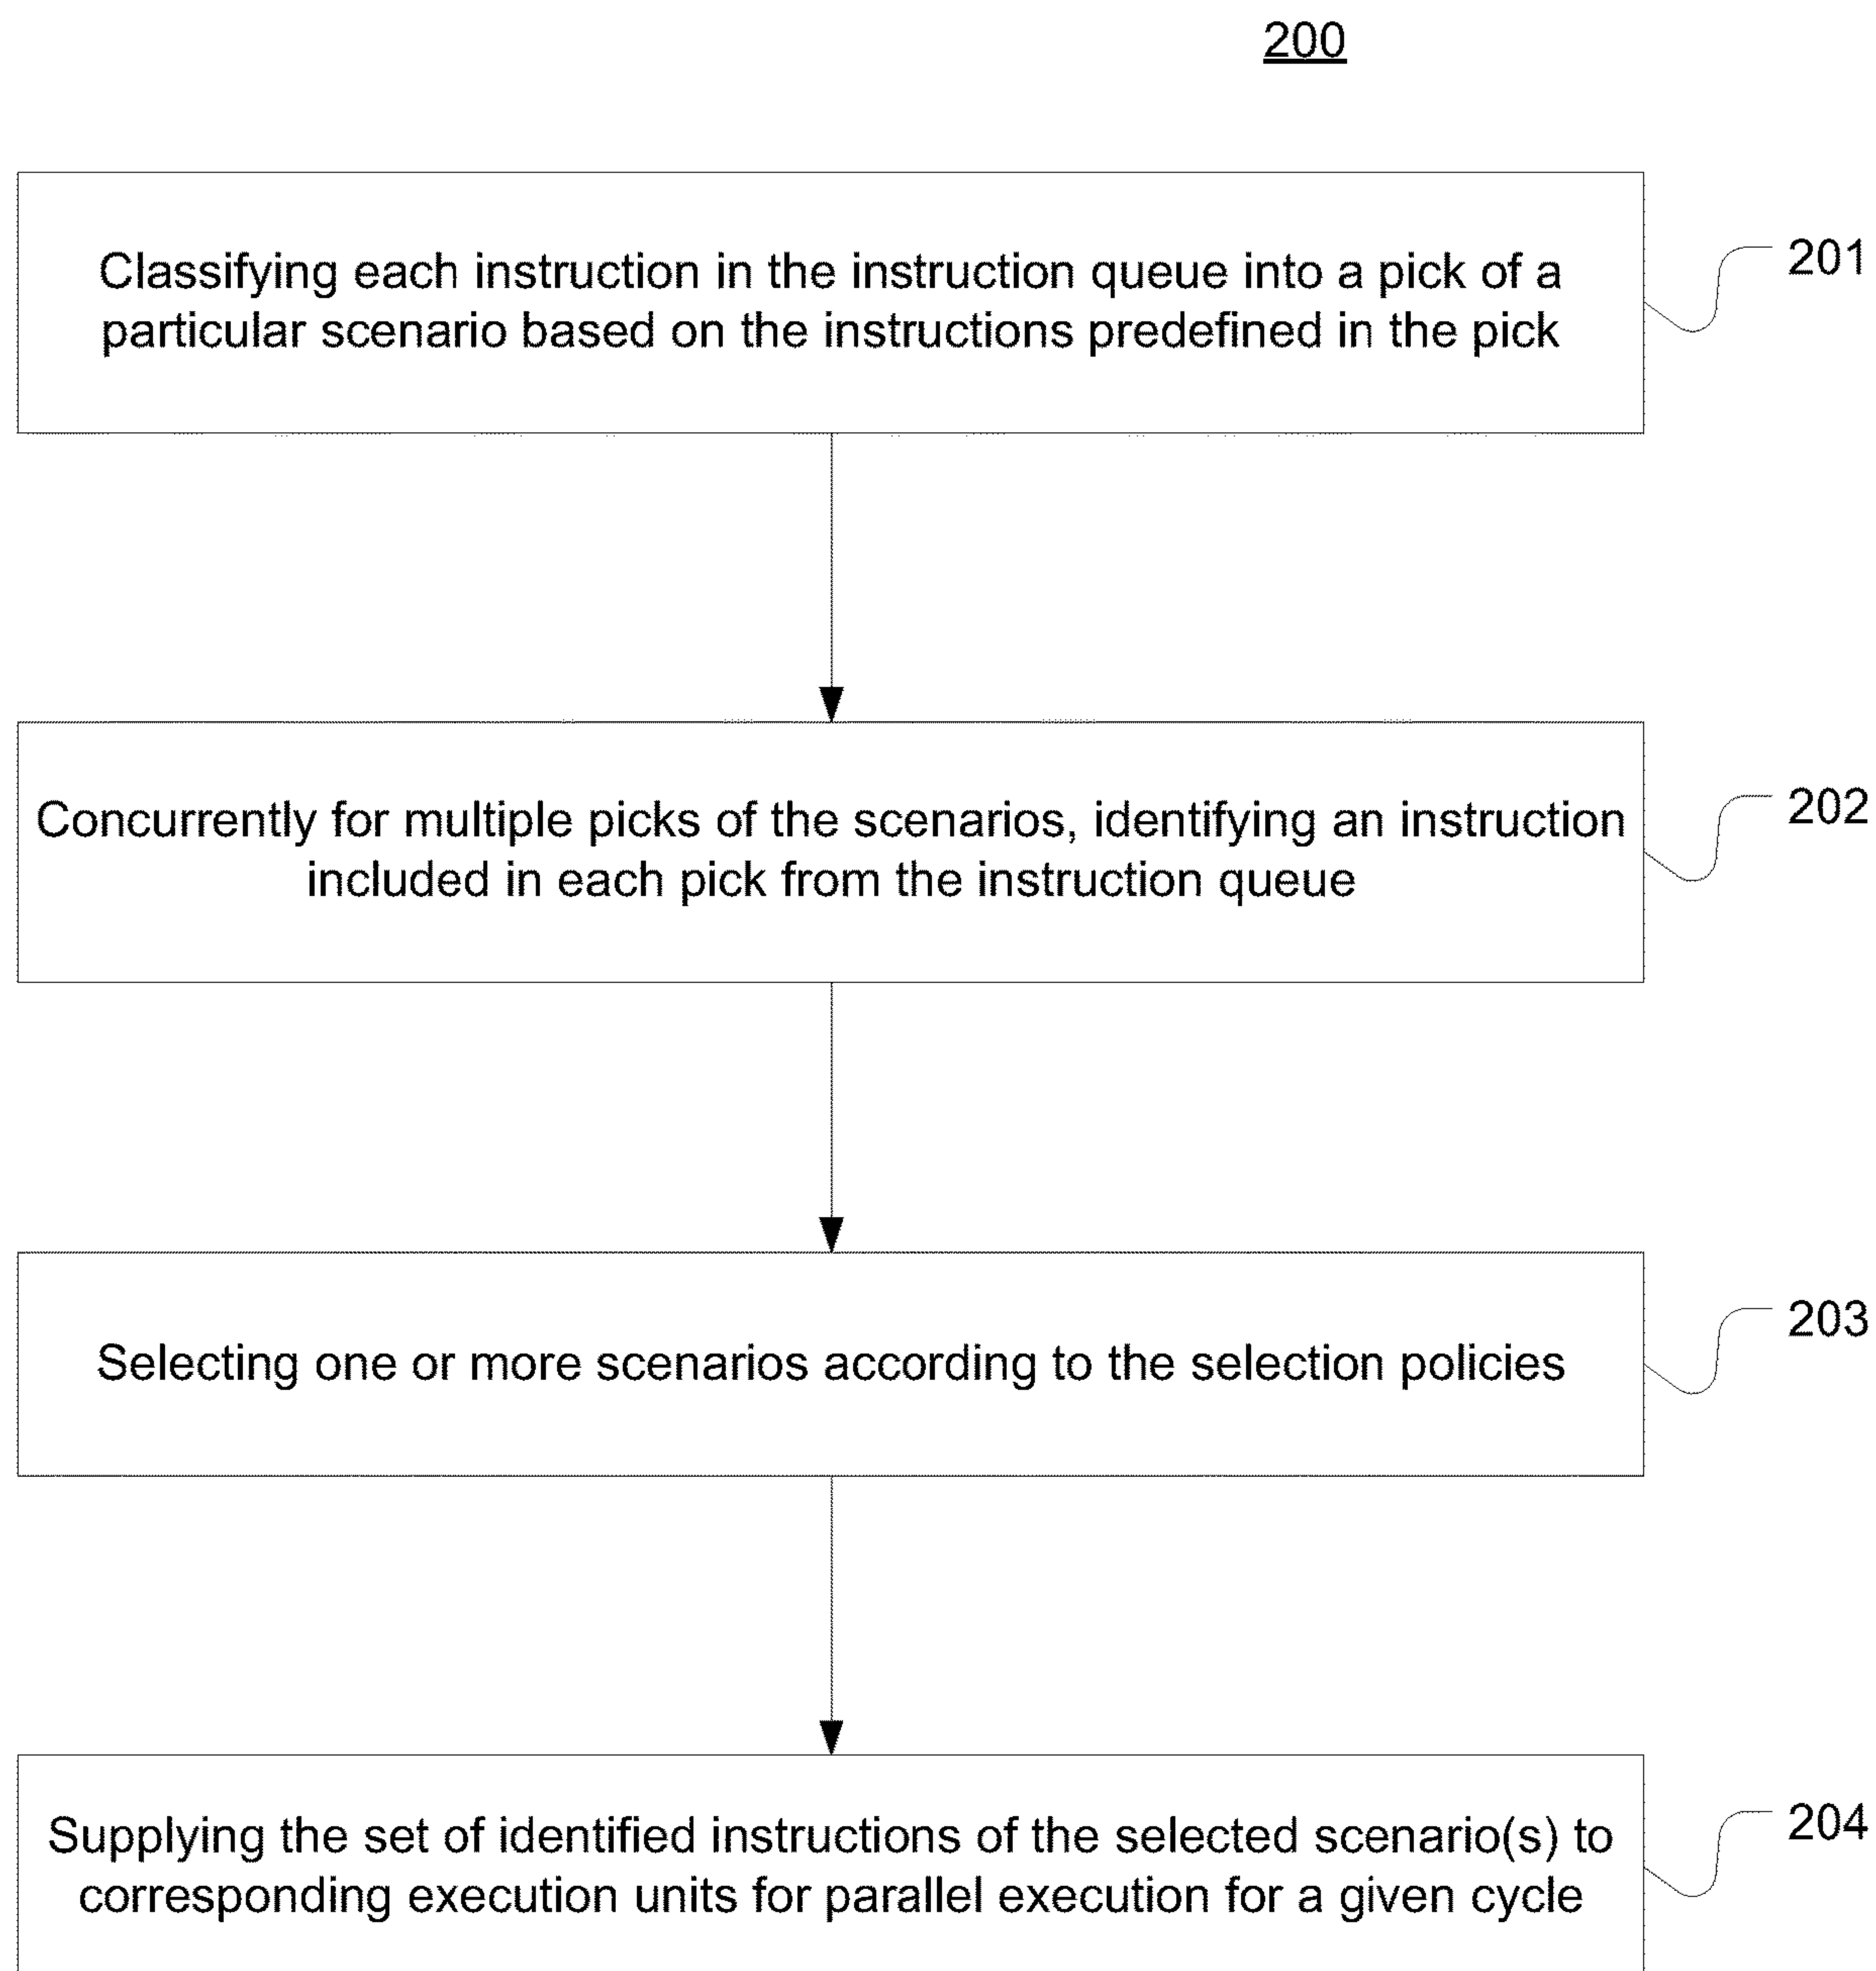 200
Classifying each instruction in the instruction queue into a pick of a
particular scenario based on the instructions predefined in the pick
201
Concurrently for multiple picks of the scenarios, identifying an instruction
included in each pick from the instruction queue
202
Selecting one or more scenarios according to the selection policies
203
Supplying the set of identified instructions of the selected scenario(s) to
corresponding execution units for parallel execution for a given cycle
204